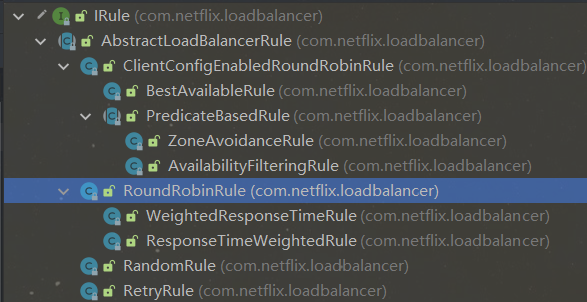 IRule (com.netflix.loadbalancer)
AbstractLoadBalancerRule (com.netflix.loadbalancer)
ClientConfigEnabledRoundRobinRule (com.netflix.loadbalancer)
BestAvailableRule (com.netflix.loadbalancer)
PredicateBasedRule (com.netflix.loadbalancer)
ZoneAvoidanceRule (com.netflix.loadbalancer)
AvailabilityFilteringRule (com.netflix.loadbalancer)
RoundRobinRule (com.netflix.loadbalancer)
WeightedResponseTimeRule (com.netflix.loadbalancer)
ResponseTimeWeightedRule (com.netflix.loadbalancer)
RandomRule (com.netflix.loadbalancer)
RetryRule (com.netflix.loadbalancer)